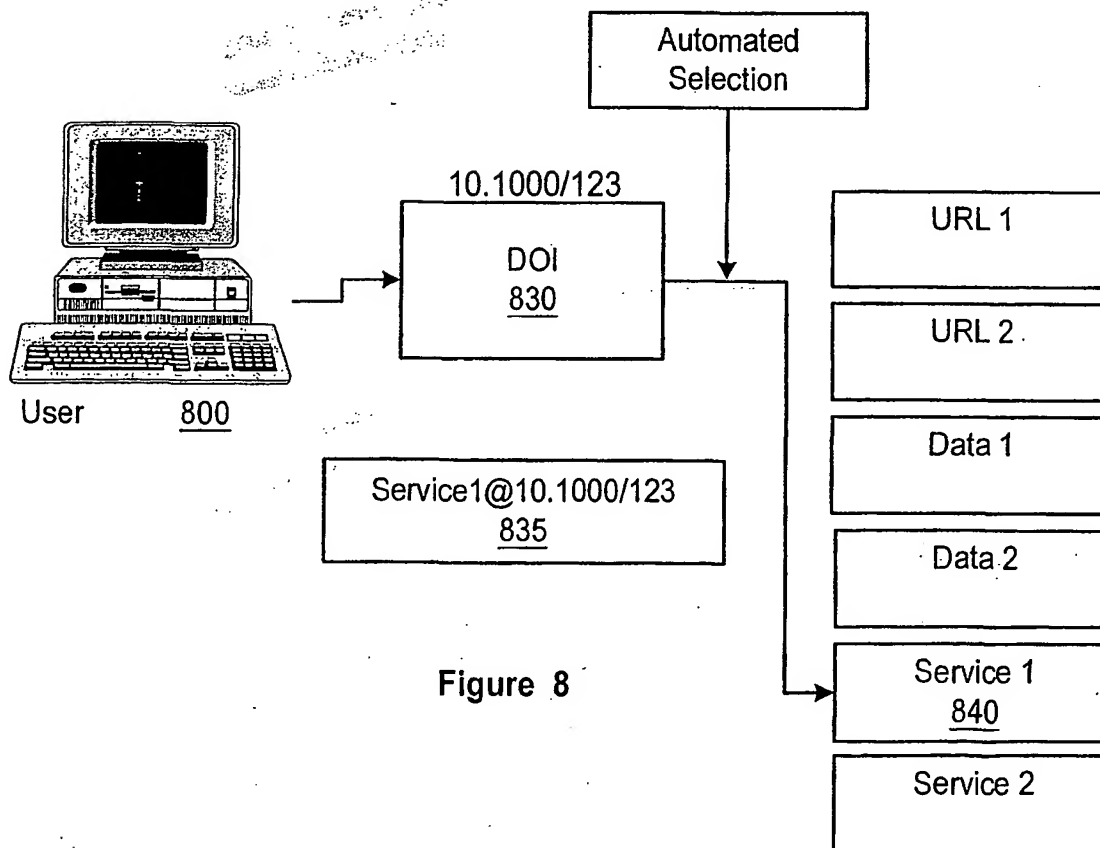 Automated
Selection
10.1000/123
DOI
830
User 800
Service1@10.1000/123
835
URL 1
URL 2
Data 1
Data 2
Service 1
840
Service 2
Figure 8